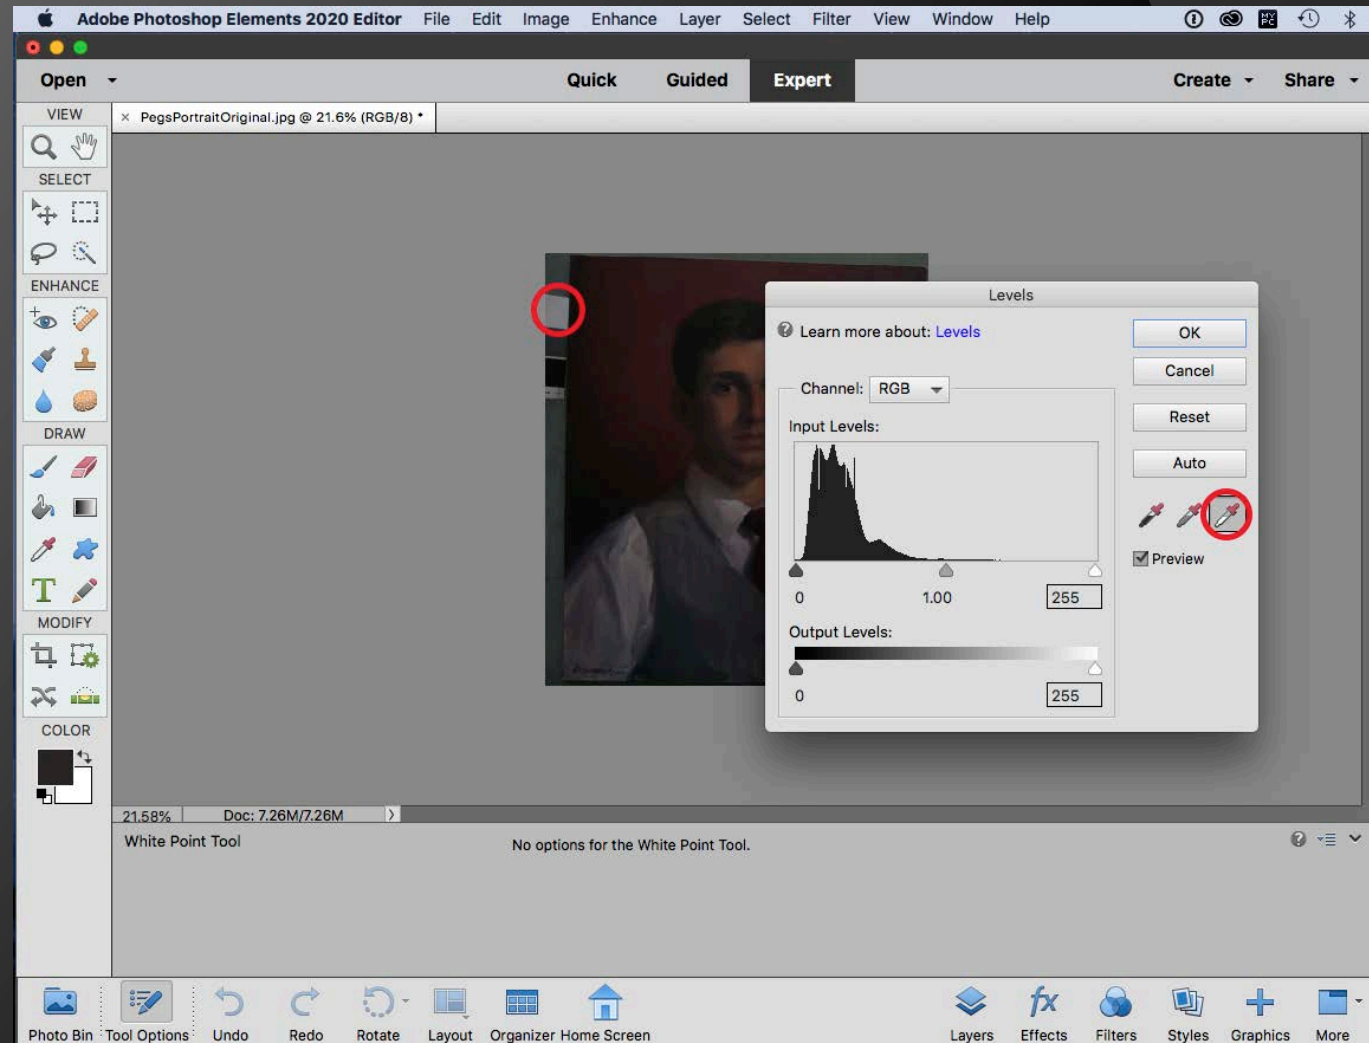 Adobe Photoshop Elements 2020 Editor File Edit Image Enhance Layer Select Filter View Window Help
Open Quick Guided Expert Create Share
VIEW
× PegsPortraitOriginal.jpg @ 21.6% (RGB/8) *
SELECT
ENHANCE
DRAW
T
MODIFY
COLOR
Levels
? Learn more about: Levels
OK
Cancel
Reset
Auto
Preview
Channel: RGB
Input Levels:
0 1.00 255
Output Levels:
0 255
21.58% Doc: 7.26M/7.26M >
White Point Tool No options for the White Point Tool. ?
Photo Bin Tool Options Undo Redo Rotate Layout Organizer Home Screen Layers fx Effects Filters Styles Graphics More